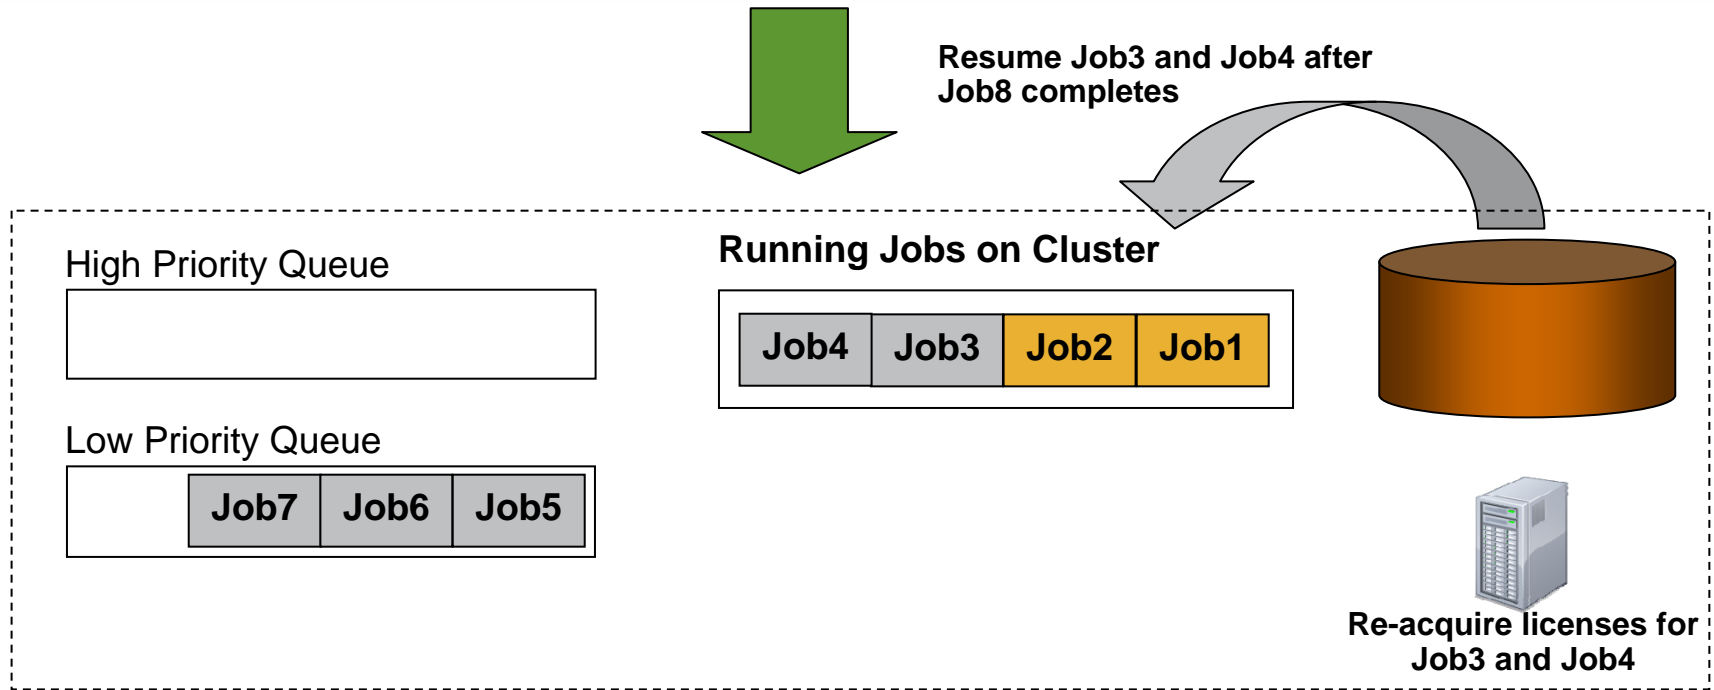 Resume Job3 and Job4 after
Job8 completes
High Priority Queue
Running Jobs on Cluster
Job4 Job3 Job2 Job1
Low Priority Queue
Job7 Job6 Job5
Re-acquire licenses for
Job3 and Job4